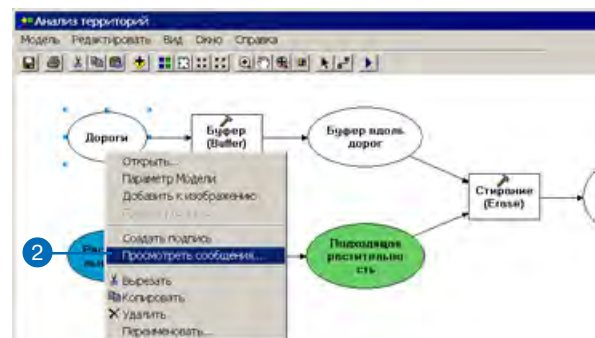 Анализ территорий
Модель Редактировать Вид Окно Справка
Дороги
Буфер
(Buffer)
Буфер вдоль
дорог
Стирание
(Erase)
Открыть...
Параметр Модели
Добавить к изображению
Создать подпись
Просмотреть сообщения...
Вырезать
Копировать
Удалить
Переименовать...
2
Подходящая
растительно
сть